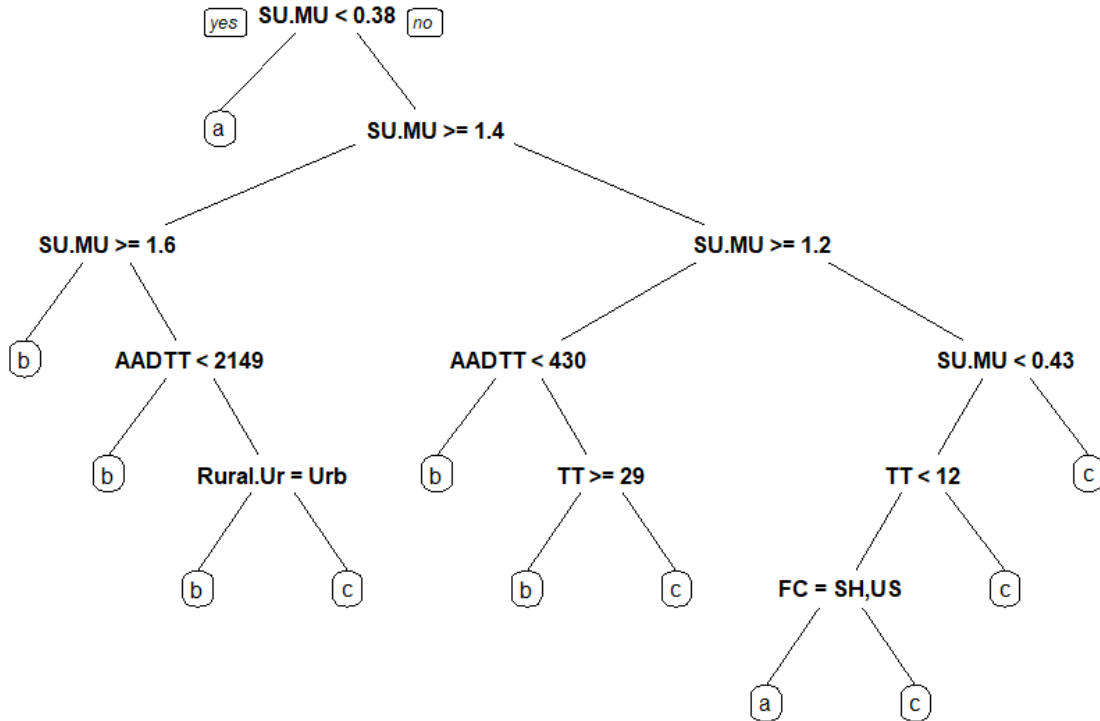 yes SU.MU < 0.38 no
a
SU.MU >= 1.4
SU.MU >= 1.6
SU.MU >= 1.2
b
AADTT < 2149
AADTT < 430
SU.MU < 0.43
b
Rural.Ur = Urb
b
TT >= 29
TT < 12
c
b
c
b
c
FC = SH,US
c
a
c